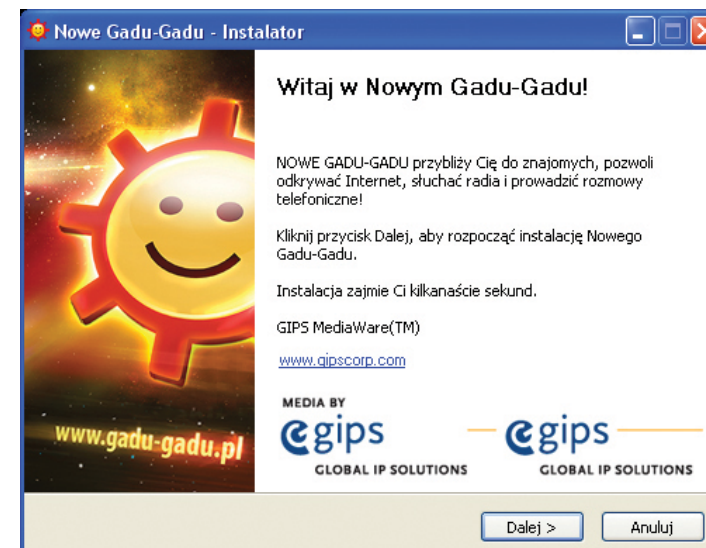 Nowe Gadu-Gadu - Instalator
Witaj w Nowym Gadu-Gadu!
NOWE GADU-GADU przybliży Cię do znajomych, pozwoli
odkrywać Internet, słuchać radia i prowadzić rozmowy
telefoniczne!
Kliknij przycisk Dalej, aby rozpocząć instalację Nowego
Gadu-Gadu.
Instalacja zajmie Ci kilkanaście sekund.
GIPS MediaWare(TM)
www.gipscorp.com
www.gadu-gadu.pl
MEDIA BY
gips
GLOBAL IP SOLUTIONS
gips
GLOBAL IP SOLUTIONS
Dalej >
Anuluj